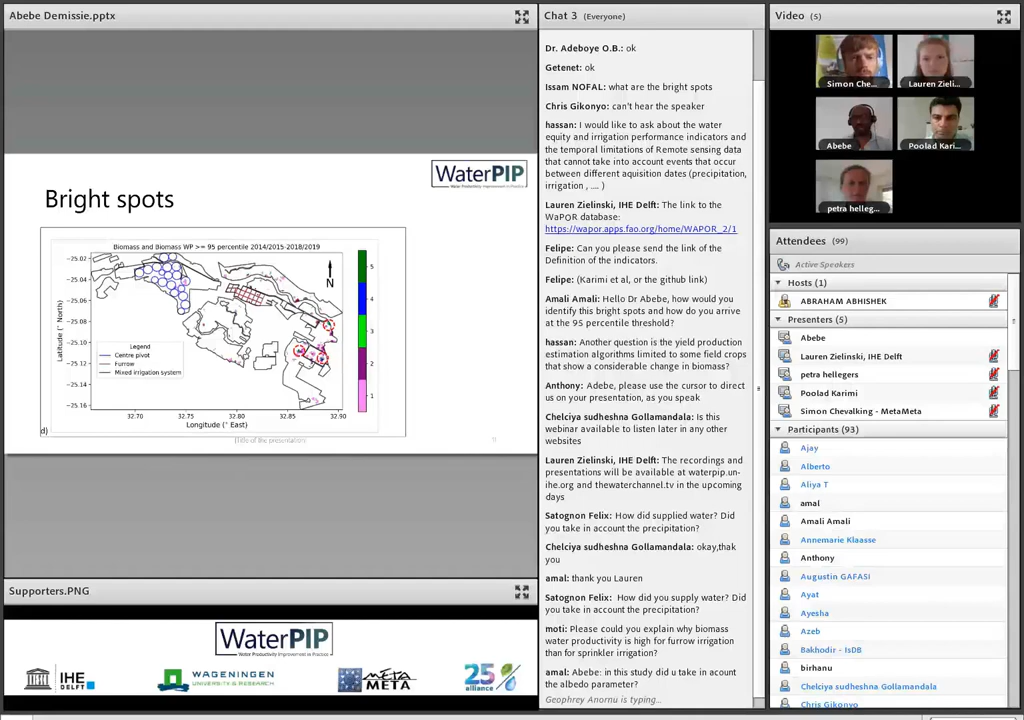 Abebe Demissie.pptx
WaterPIP
Water Productivity Improvement in Practice
Bright spots
Biomass and Biomass WP >= 95 percentile 2014/2015-2018/2019
−25.02
−25.04
−25.06
−25.08
−25.10
−25.12
−25.14
−25.16
Latitude (° North)
N
Legend
Centre pivot
Furrow
Mixed irrigation system
5
4
3
2
1
32.70
32.75
32.80
32.85
32.90
Longitude (° East)
d)
(Title of the presentation
Supporters.PNG
WaterPIP
Water Productivity Improvement in Practice
IHE
DELFT
WAGENINGEN
UNIVERSITY & RESEARCH
META
META
25
alliance
Chat 3 (Everyone)
Dr. Adeboye O.B.: ok
Getenet: ok
Issam NOFAL: what are the bright spots
Chris Gikonyo: can't hear the speaker
hassan: I would like to ask about the water
equity and irrigation performance indicators and
the temporal limitations of Remote sensing data
that cannot take into account events that occur
between different aquisition dates (precipitation,
irrigation , .... )
Lauren Zielinski, IHE Delft: The link to the
WaPOR database:
https://wapor.apps.fao.org/home/WAPOR_2/1
Felipe: Can you please send the link of the
Definition of the indicators.
Felipe: (Karimi et al, or the github link)
Amali Amali: Hello Dr Abebe, how would you
identify this bright spots and how do you arrive
at the 95 percentile threshold?
hassan: Another question is the yield production
estimation algorithms limited to some field crops
that show a considerable change in biomass?
Anthony: Adebe, please use the cursor to direct
us on your presentation, as you speak
Chelciya sudheshna Gollamandala: Is this
webinar available to listen later in any other
websites
Lauren Zielinski, IHE Delft: The recordings and
presentations will be available at waterpip.un-
ihe.org and thewaterchannel.tv in the upcoming
days
Satognon Felix: How did supplied water? Did
you take in account the precipitation?
Chelciya sudheshna Gollamandala: okay,thak
you
amal: thank you Lauren
Satognon Felix: How did you supply water? Did
you take in account the precipitation?
moti: Please could you explain why biomass
water productivity is high for furrow irrigation
than for sprinkler irrigation?
amal: Abebe: in this study did u take in acount
the albedo parameter?
Geophrey Anornu is typing...
Video (5)
Simon Che...
Lauren Zieli...
Abebe
Poolad Kari...
petra helleg...
Attendees (99)
Active Speakers
Hosts (1)
ABRAHAM ABHISHEK
Presenters (5)
Abebe
Lauren Zielinski, IHE Delft
petra hellegers
Poolad Karimi
Simon Chevalking - MetaMeta
Participants (93)
Ajay
Alberto
Aliya T
amal
Amali Amali
Annemarie Klaasse
Anthony
Augustin GAFASI
Ayat
Ayesha
Azeb
Bakhodir - IsDB
birhanu
Chelciya sudheshna Gollamandala
Chris Gikonyo